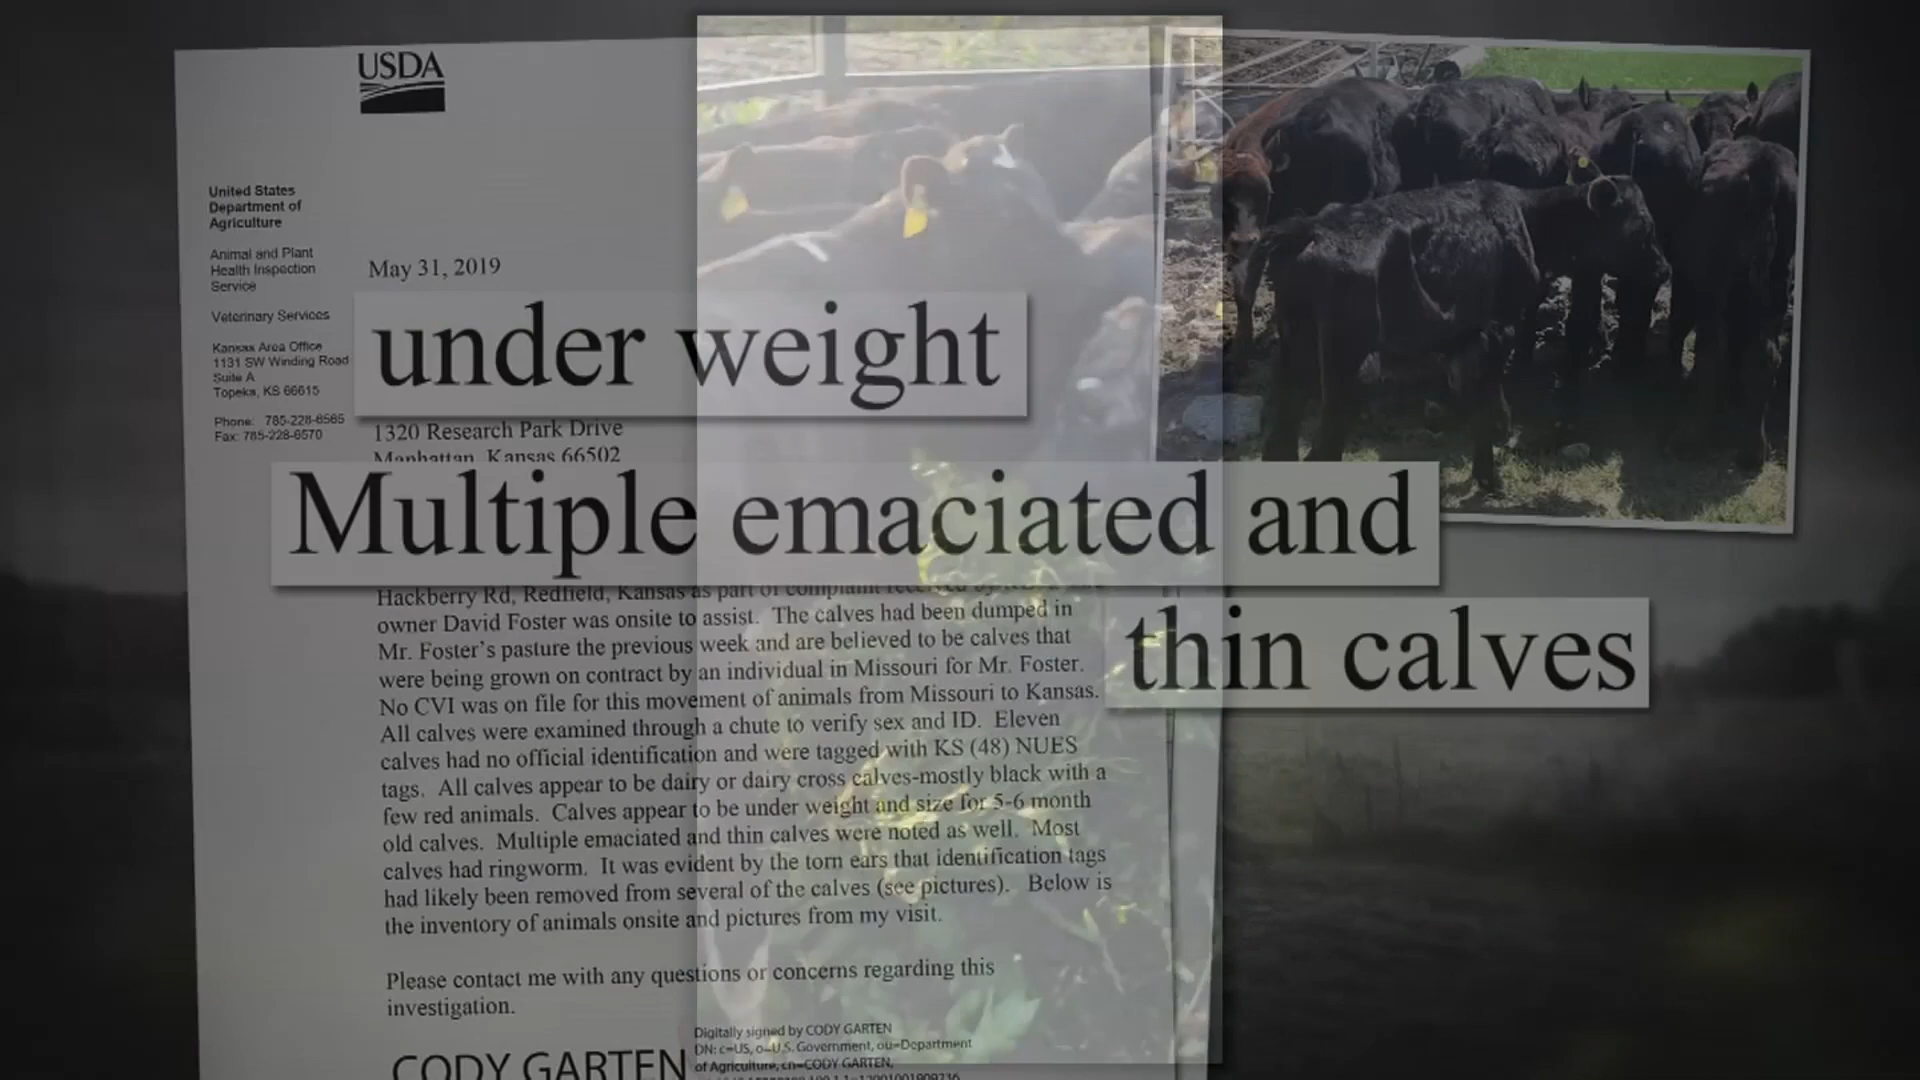 USDA
United States
Department of
Agriculture
Animal and Plant
Health Inspection
Service
Veterinary Services
Kansas Area Office
1131 SW Winding Road
Suite A
Topeka, KS 66615
Phone: 785-228-6565
Fax: 785-228-6570
May 31, 2019
under weight
1320 Research Park Drive
Manhattan, Kansas 66502
Multiple emaciated and
thin calves
Hackberry Rd, Redfield, Kansas as part of complaint received by
owner David Foster was onsite to assist. The calves had been dumped in
Mr. Foster's pasture the previous week and are believed to be calves that
were being grown on contract by an individual in Missouri for Mr. Foster.
No CVI was on file for this movement of animals from Missouri to Kansas.
All calves were examined through a chute to verify sex and ID. Eleven
calves had no official identification and were tagged with KS (48) NUES
tags. All calves appear to be dairy or dairy cross calves-mostly black with a
few red animals. Calves appear to be under weight and size for 5-6 month
old calves. Multiple emaciated and thin calves were noted as well. Most
calves had ringworm. It was evident by the torn ears that identification tags
had likely been removed from several of the calves (see pictures). Below is
the inventory of animals onsite and pictures from my visit.
Please contact me with any questions or concerns regarding this
investigation.
CODY GARTEN
Digitally signed by CODY GARTEN
DN: c=US, o=U.S. Government, ou=Department
of Agriculture, cn=CODY GARTEN,